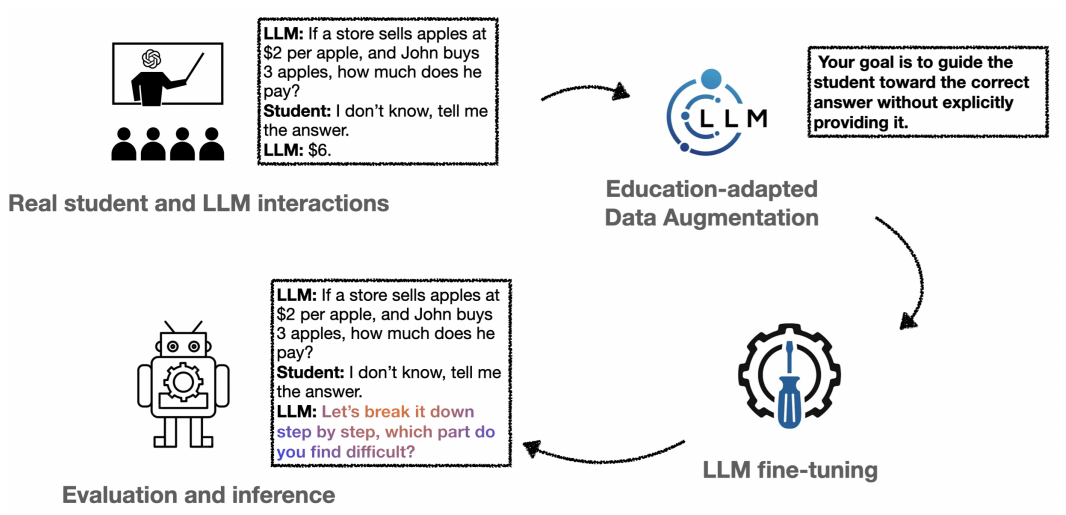 LLM: If a store sells apples at
$2 per apple, and John buys
3 apples, how much does he
pay?
Student: I don't know, tell me
the answer.
LLM: $6.
Real student and LLM interactions
LLM
Education-adapted
Data Augmentation
Your goal is to guide the
student toward the correct
answer without explicitly
providing it.
LLM fine-tuning
LLM: If a store sells apples at
$2 per apple, and John buys
3 apples, how much does he
pay?
Student: I don't know, tell me
the answer.
LLM: Let's break it down
step by step, which part do
you find difficult?
Evaluation and inference